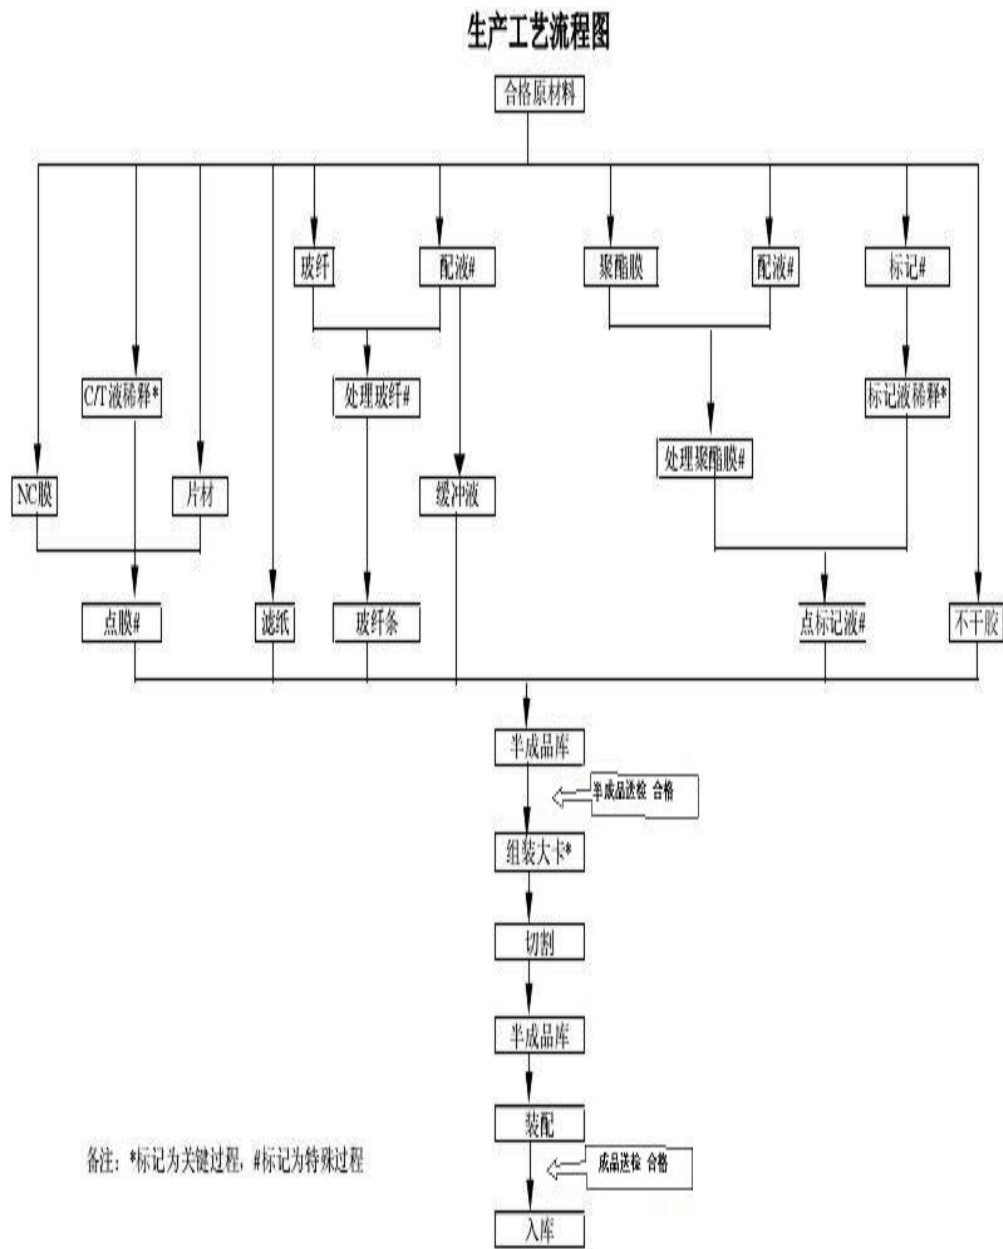 生产工艺流程图
合格原材料
玻纤
配液#
聚酯膜
配液#
标记#
C/T液稀释*
处理玻纤#
标记液稀释*
处理聚酯膜#
NC膜
片材
缓冲液
点膜#
滤纸
玻纤条
点标记液#
不干胶
半成品库
半成品送检 合格
组装大卡*
切割
半成品库
装配
备注：*标记为关键过程，#标记为特殊过程
成品送检 合格
入库